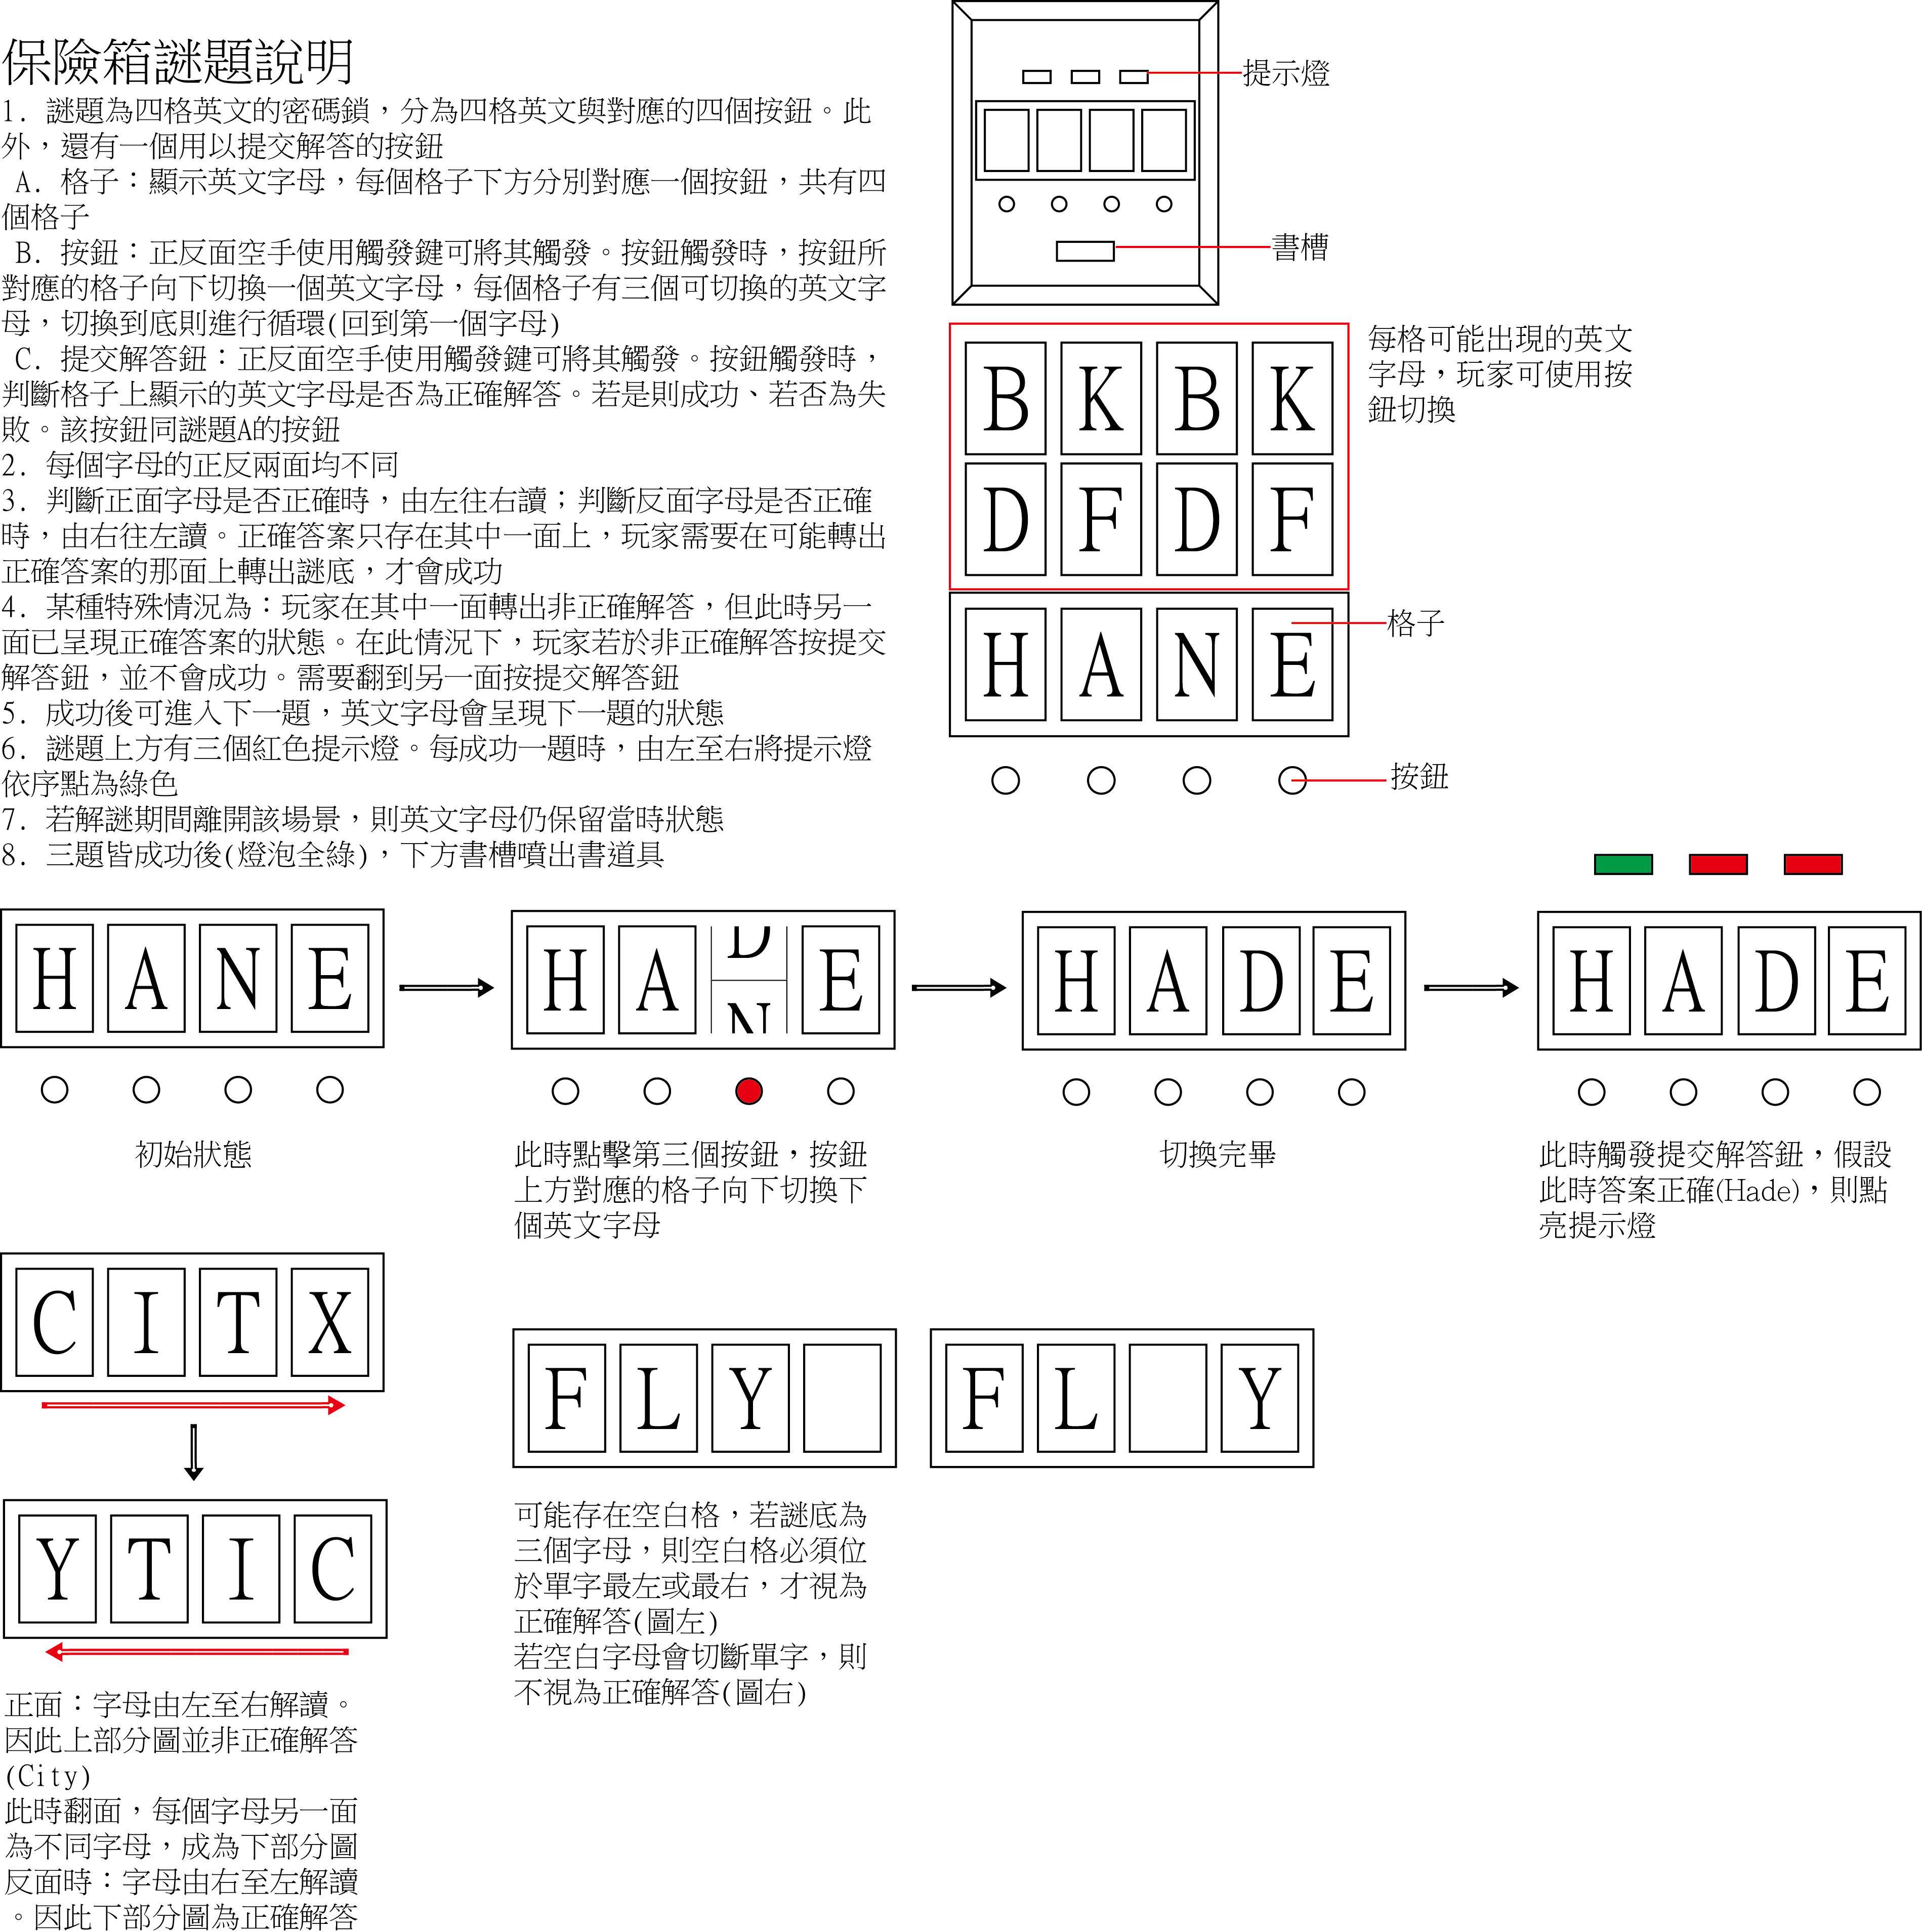 保險箱謎題說明
1. 謎題為四格英文的密碼鎖，分為四格英文與對應的四個按鈕。此
外，還有一個用以提交解答的按鈕
A. 格子：顯示英文字母，每個格子下方分別對應一個按鈕，共有四
個格子
B. 按鈕：正反面空手使用觸發鍵可將其觸發。按鈕觸發時，按鈕所
對應的格子向下切換一個英文字母，每個格子有三個可切換的英文字
母，切換到底則進行循環(回到第一個字母)
C. 提交解答鈕：正反面空手使用觸發鍵可將其觸發。按鈕觸發時，
判斷格子上顯示的英文字母是否為正確解答。若是則成功、若否為失
敗。該按鈕同謎題A的按鈕
2. 每個字母的正反兩面均不同
3. 判斷正面字母是否正確時，由左往右讀；判斷反面字母是否正確
時，由右往左讀。正確答案只存在其中一面上，玩家需要在可能轉出
正確答案的那面上轉出謎底，才會成功
4. 某種特殊情況為：玩家在其中一面轉出非正確解答，但此時另一
面已呈現正確答案的狀態。在此情況下，玩家若於非正確解答按提交
解答鈕，並不會成功。需要翻到另一面按提交解答鈕
5. 成功後可進入下一題，英文字母會呈現下一題的狀態
6. 謎題上方有三個紅色提示燈。每成功一題時，由左至右將提示燈
依序點為綠色
7. 若解謎期間離開該場景，則英文字母仍保留當時狀態
8. 三題皆成功後(燈泡全綠)，下方書槽噴出書道具
提示燈
書槽
B K B K
D F D F
H A N E
每格可能出現的英文
字母，玩家可使用按
鈕切換
格子
按鈕
H A N E
初始狀態
H A D N E
此時點擊第三個按鈕，按鈕
上方對應的格子向下切換下
個英文字母
H A D E
切換完畢
H A D E
此時觸發提交解答鈕，假設
此時答案正確(Hade)，則點
亮提示燈
C I T X
Y T I C
正面：字母由左至右解讀。
因此上部分圖並非正確解答
(City)
此時翻面，每個字母另一面
為不同字母，成為下部分圖
反面時：字母由右至左解讀
。因此下部分圖為正確解答
F L Y
F L Y
可能存在空白格，若謎底為
三個字母，則空白格必須位
於單字最左或最右，才視為
正確解答(圖左)
若空白字母會切斷單字，則
不視為正確解答(圖右)